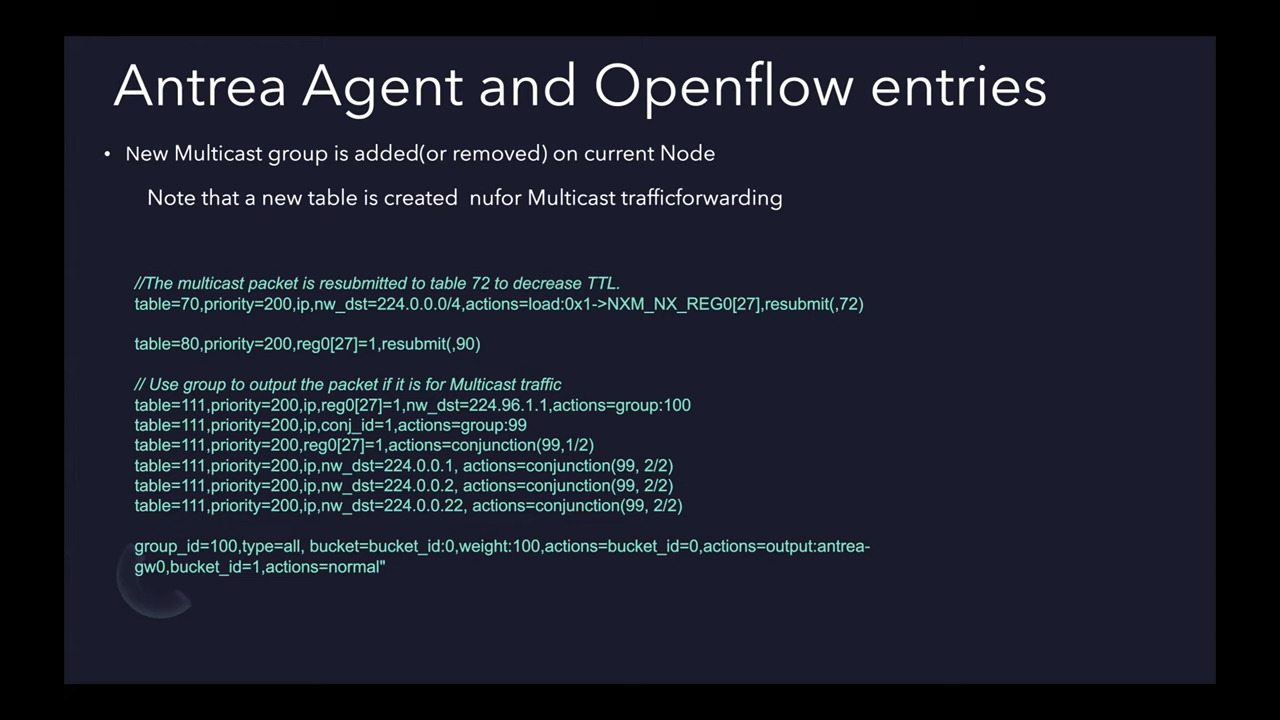 Antrea Agent and Openflow entries
• New Multicast group is added(or removed) on current Node
Note that a new table is created  nufor Multicast trafficforwarding
//The multicast packet is resubmitted to table 72 to decrease TTL.
table=70,priority=200,ip,nw_dst=224.0.0.0/4,actions=load:0x1->NXM_NX_REG0[27],resubmit(,72)
table=80,priority=200,reg0[27]=1,resubmit(,90)
// Use group to output the packet if it is for Multicast traffic
table=111,priority=200,ip,reg0[27]=1,nw_dst=224.96.1.1,actions=group:100
table=111,priority=200,ip,conj_id=1,actions=group:99
table=111,priority=200,reg0[27]=1,actions=conjunction(99,1/2)
table=111,priority=200,ip,nw_dst=224.0.0.1, actions=conjunction(99, 2/2)
table=111,priority=200,ip,nw_dst=224.0.0.2, actions=conjunction(99, 2/2)
table=111,priority=200,ip,nw_dst=224.0.0.22, actions=conjunction(99, 2/2)
group_id=100,type=all, bucket=bucket_id:0,weight:100,actions=bucket_id=0,actions=output:antrea-
gw0,bucket_id=1,actions=normal"